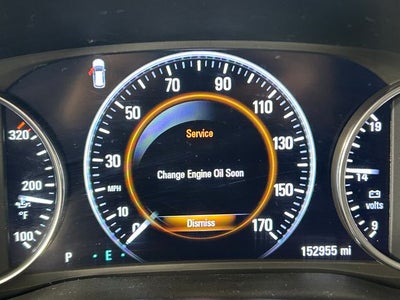 70 90
50 110
30 130
MPH
10 150
0 170
Service
Change Engine Oil Soon
Dismiss
320
200
°F
100
19
14
volts
9
P E
152955 mi